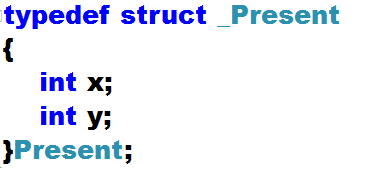 typedef struct _Present
{
int x;
int y;
}Present;